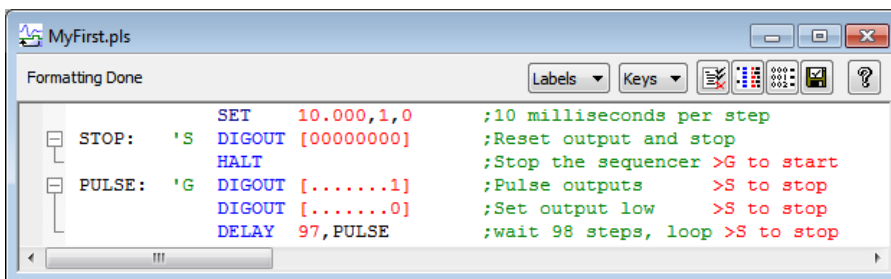 MyFirst.pls
Formatting Done Labels Keys
SET 10.000,1,0 ;10 milliseconds per step
STOP: 'S DIGOUT [00000000] ;Reset output and stop
HALT ;Stop the sequencer >G to start
PULSE: 'G DIGOUT [.......1] ;Pulse outputs >S to stop
DIGOUT [.......0] ;Set output low >S to stop
DELAY 97,PULSE ;wait 98 steps, loop >S to stop